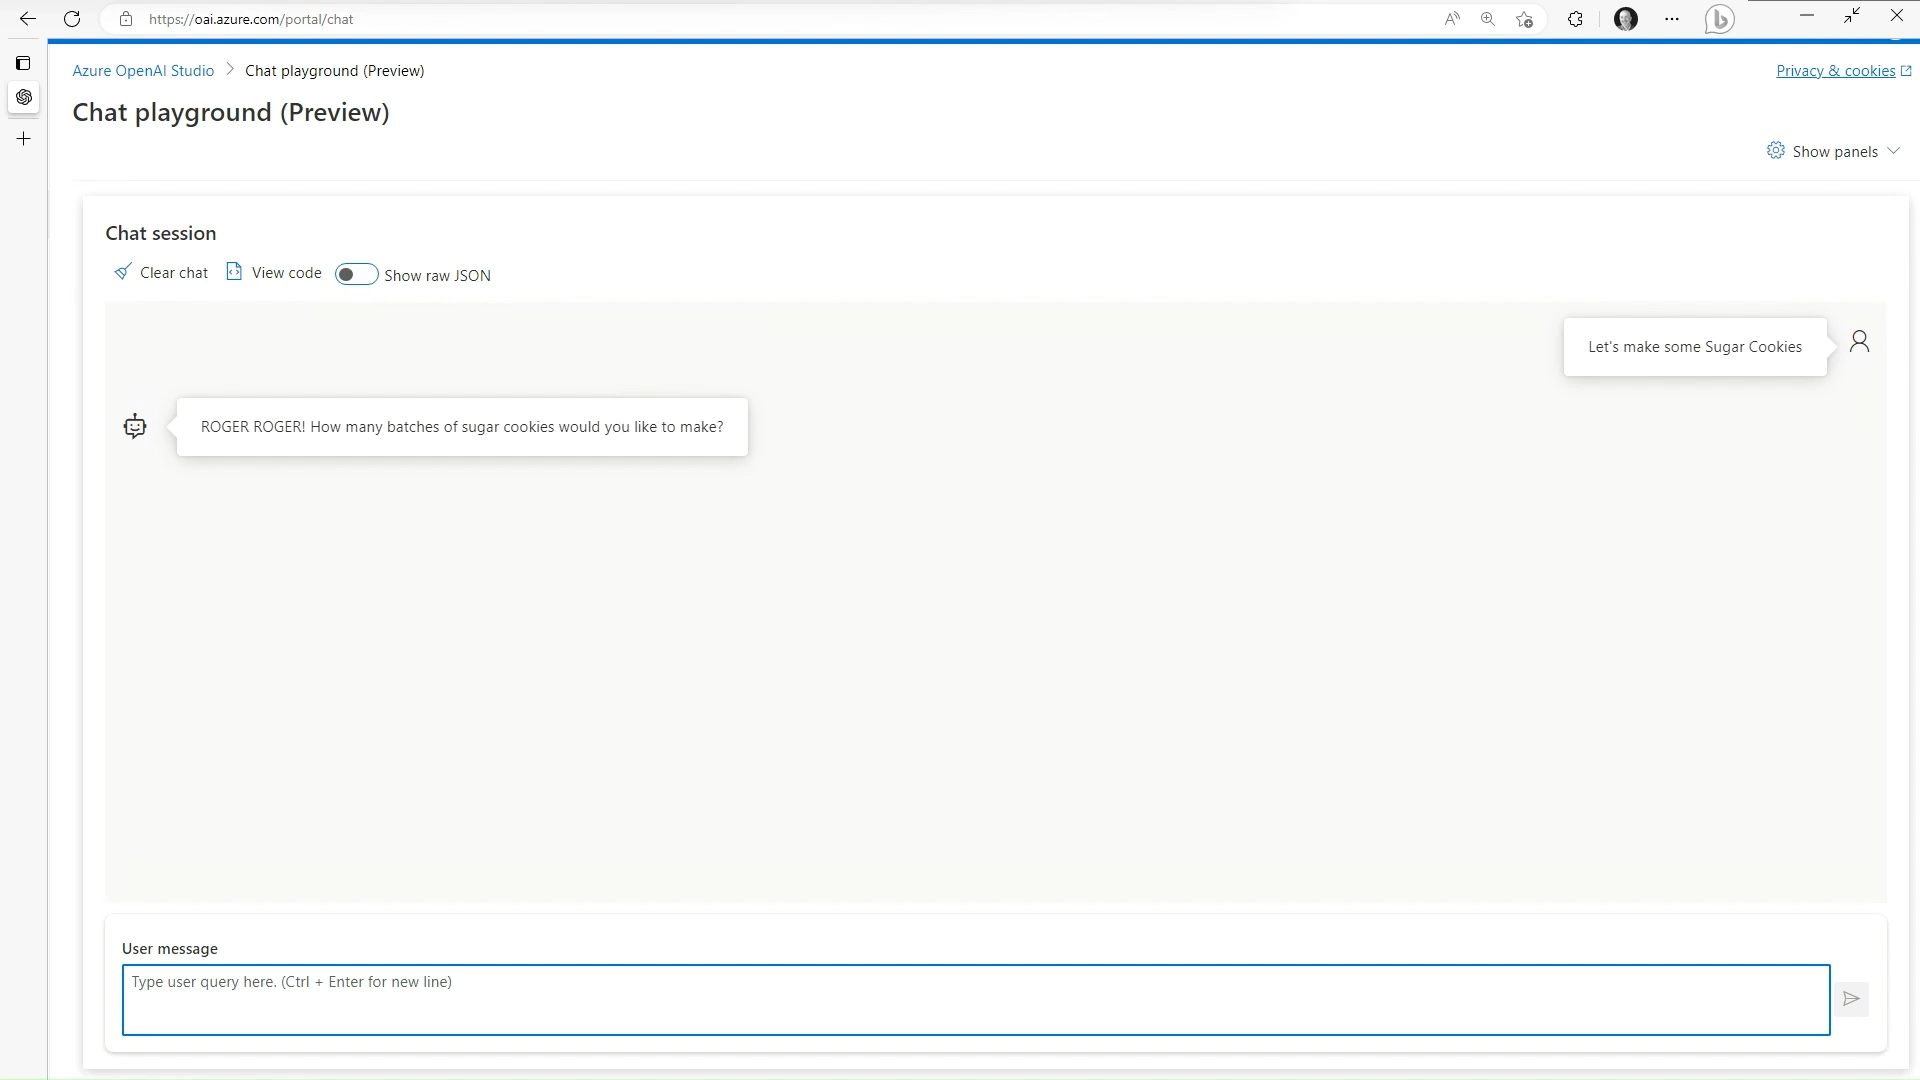 https://oai.azure.com/portal/chat
Azure OpenAI Studio > Chat playground (Preview)
Privacy & cookies
Chat playground (Preview)
Show panels
Chat session
Clear chat View code Show raw JSON
Let's make some Sugar Cookies
ROGER ROGER! How many batches of sugar cookies would you like to make?
User message
Type user query here. (Ctrl + Enter for new line)